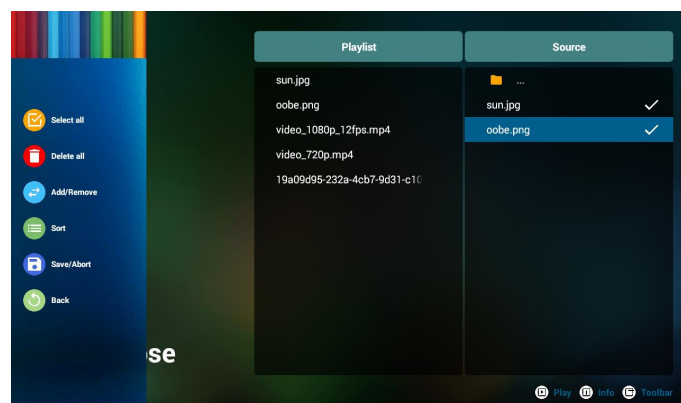 Select all
Delete all
Add/Remove
Sort
Save/Abort
Back
se
Playlist
sun.jpg
oobe.png
video_1080p_12fps.mp4
video_720p.mp4
19a09d95-232a-4cb7-9d31-c10
Source
...
sun.jpg
oobe.png
Play Info Toolbar